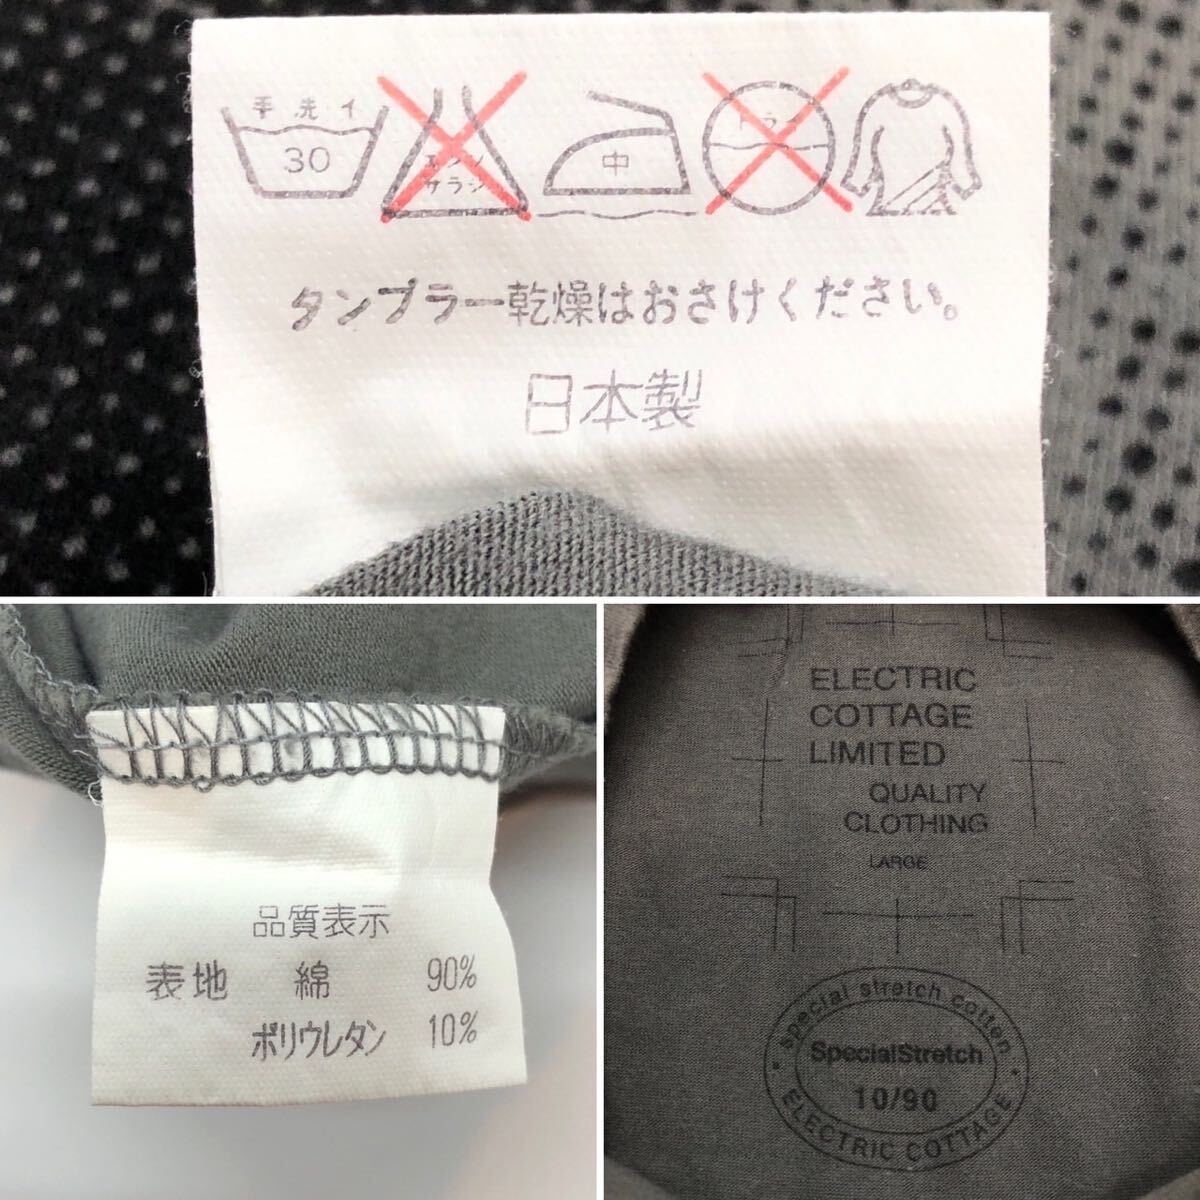 手洗イ
30
エンソ
サラシ
中
ドライ
タンブラー乾燥はおさけください。
日本製
品質表示
表地 綿 90%
ポリウレタン 10%
ELECTRIC
COTTAGE
LIMITED
QUALITY
CLOTHING
LARGE
special stretch cotten
SpecialStretch
10/90
ELECTRIC COTTAGE